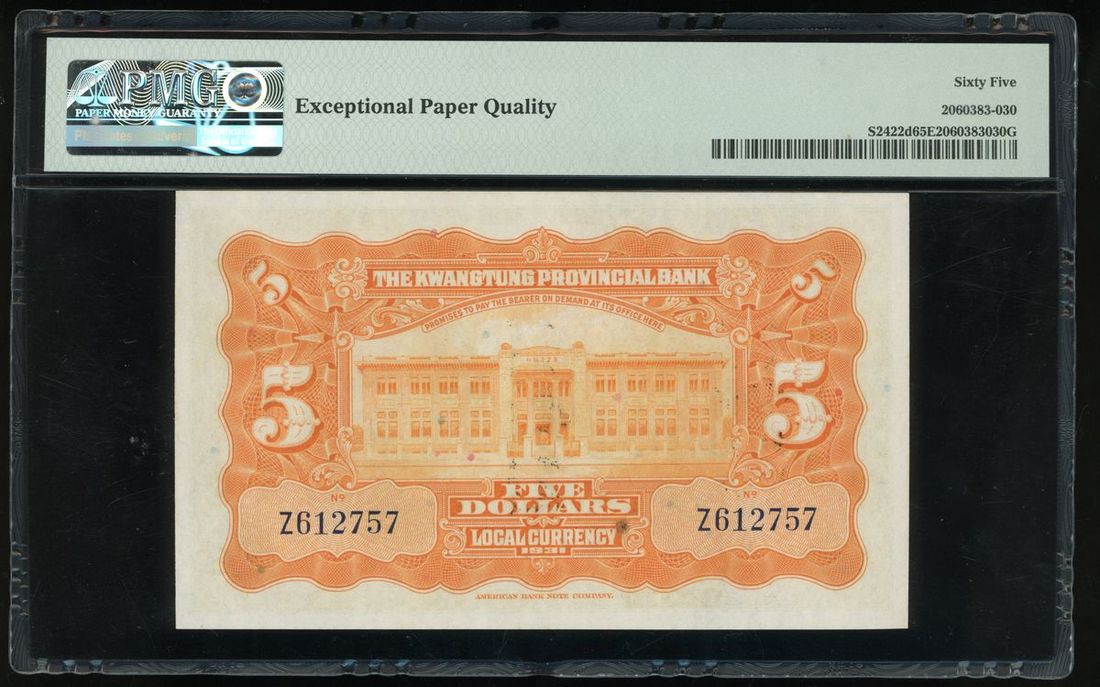 PMG
PAPER MONEY GUARANTY
Exceptional Paper Quality
Sixty Five
2060383-030
S2422d65E2060383030G
5
5
THE KWANGTUNG PROVINCIAL BANK
PROMISES TO PAY THE BEARER ON DEMAND AT ITS OFFICE HERE
5
5
Nº
Z612757
Nº
Z612757
FIVE
DOLLARS
LOCAL CURRENCY
1931
AMERICAN BANK NOTE COMPANY.